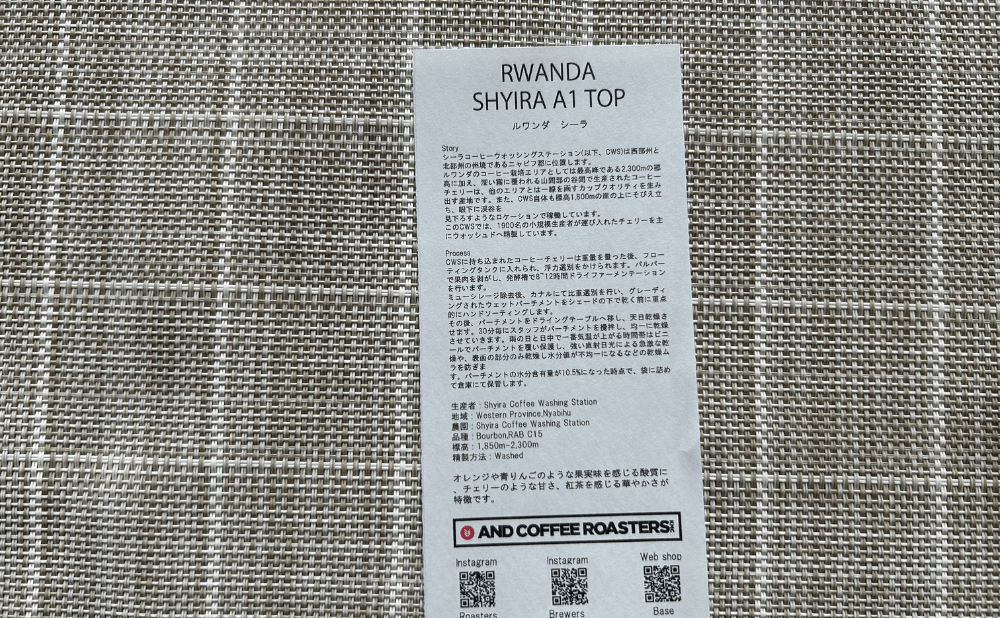 RWANDA
SHYIRA A1 TOP
ルワンダ シーラ
Story
シーラコーヒーウォッシングステーション(以下、CWS)は西部州と
北部州の州境であるニャビフ郡に位置します。
ルワンダのコーヒー栽培エリアとしては最高峰である2,300mの標
高に加え、深い霧に覆われる山間部の谷間で生産されたコーヒー
チェリーは、他のエリアとは一線を画すカップクオリティを生み
出す産地です。また、CWS自体も標高1,800mの崖の上にそびえ立
ち、眼下に渓谷を
見下ろすようなロケーションで稼働しています。
このCWSでは、1900名の小規模生産者が運び入れたチェリーを主
にウォッシュドへ精製しています。
Process
CWSに持ち込まれたコーヒーチェリーは重量を量った後、フロー
ティングタンクに入れられ、浮力選別をかけられます。パルパー
で果肉を剥がし、発酵槽で8~12時間ドライファーメンテーション
を行います。
ミューシレージ除去後、カナルにて比重選別を行い、グレーディ
ングされたウェットパーチメントをシェードの下で乾く前に重点
的にハンドソーティングします。
その後、パーチメントをドライングテーブルへ移し、天日乾燥さ
せます。30分毎にスタッフがパーチメントを攪拌し、均一に乾燥
させていきます。雨の日と日中で一番気温が上がる時間帯はビニ
ールでパーチメントを覆い保護し、強い直射日光による急激な乾
燥や、表面の部分のみ乾燥し水分値が不均一になるなどの乾燥ム
ラを防ぎま
す。パーチメントの水分含有量が10.5%になった時点で、袋に詰め
て倉庫にて保管します。
生産者：Shyira Coffee Washing Station
地域：Western Province,Nyabihu
農園：Shyira Coffee Washing Station
品種：Bourbon,RAB C15
標高：1,850m-2,300m
精製方法：Washed
オレンジや青りんごのような果実味を感じる酸質に
、チェリーのような甘さ、紅茶を感じる華やかさが
特徴です。
AND COFFEE ROASTERS
Instagram Instagram Web shop
Roasters Brewers Base